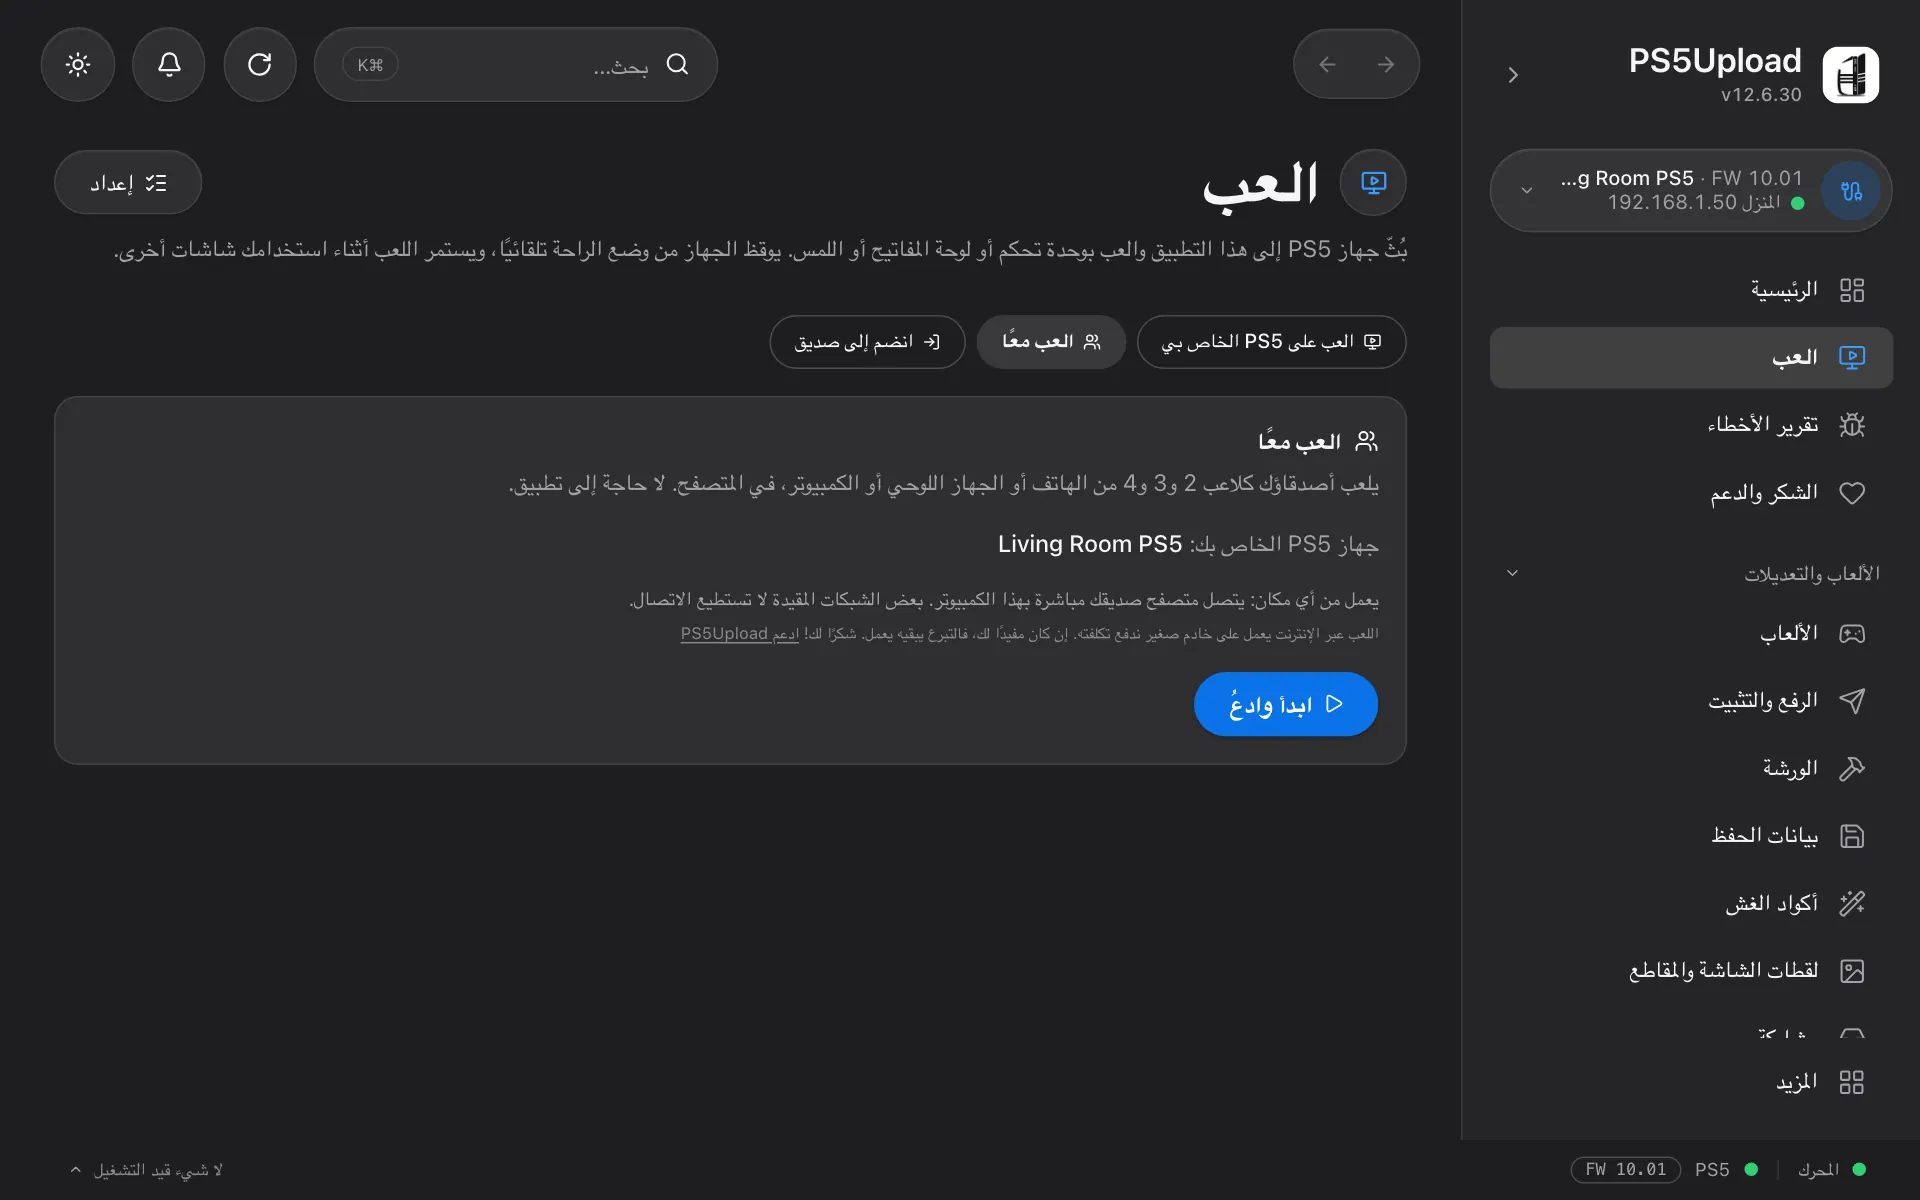 PS5Upload
v12.6.30
...g Room PS5 · FW 10.01
المنزل 192.168.1.50
الرئيسية
العب
تقرير الأخطاء
الشكر والدعم
الألعاب والتعديلات
الألعاب
الرفع والتثبيت
الورشة
بيانات الحفظ
أكواد الغش
لقطات الشاشة والمقاطع
المزيد
بحث...
K⌘
العب
إعداد
بُثّ جهاز PS5 إلى هذا التطبيق والعب بوحدة تحكم أو لوحة المفاتيح أو اللمس. يوقظ الجهاز من وضع الراحة تلقائيًا، ويستمر اللعب أثناء استخدامك شاشات أخرى.
العب على PS5 الخاص بي
العب معًا
انضم إلى صديق
العب معًا
يلعب أصدقاؤك كلاعب 2 و3 و4 من الهاتف أو الجهاز اللوحي أو الكمبيوتر، في المتصفح. لا حاجة إلى تطبيق.
جهاز PS5 الخاص بك: Living Room PS5
يعمل من أي مكان: يتصل متصفح صديقك مباشرة بهذا الكمبيوتر. بعض الشبكات المقيدة لا تستطيع الاتصال.
اللعب عبر الإنترنت يعمل على خادم صغير ندفع تكلفته. إن كان مفيدًا لك، فالتبرع يبقيه يعمل. شكرًا لك! ادعم PS5Upload
ابدأ وادعُ
المحرك
PS5
FW 10.01
لا شيء قيد التشغيل